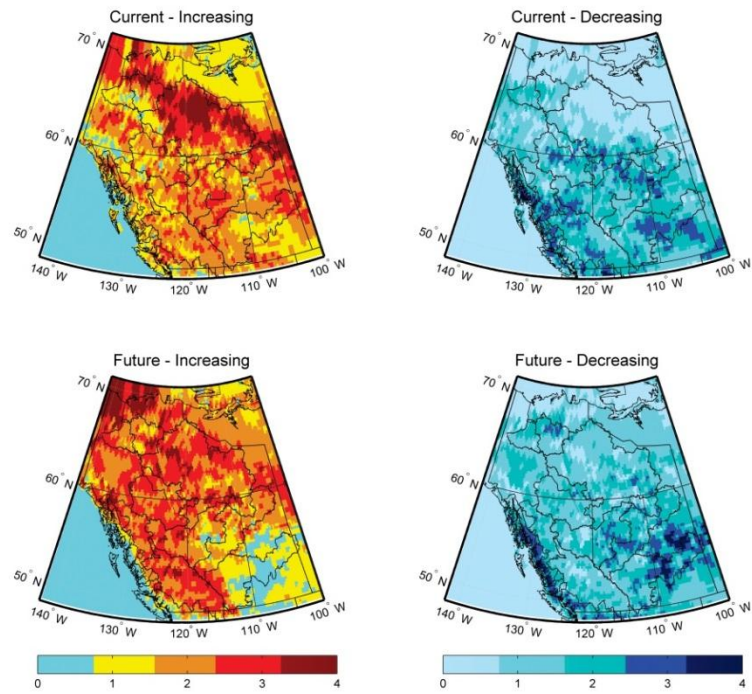 Current - Increasing
70° N
60° N
50° N
140° W
130° W
120° W
110° W
100° W
Current - Decreasing
70° N
60° N
50° N
140° W
130° W
120° W
110° W
100° W
Future - Increasing
70° N
60° N
50° N
140° W
130° W
120° W
110° W
100° W
Future - Decreasing
70° N
60° N
50° N
140° W
130° W
120° W
110° W
100° W
0 1 2 3 4
0 1 2 3 4